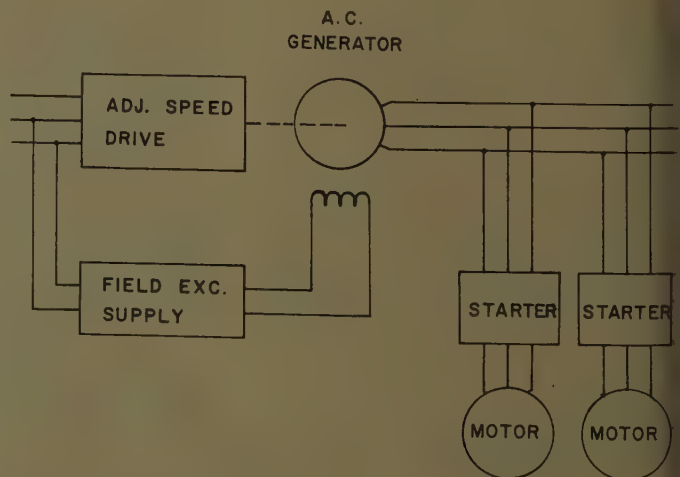 A.C.
GENERATOR
ADJ. SPEED
DRIVE
FIELD EXC.
SUPPLY
STARTER
STARTER
MOTOR
MOTOR